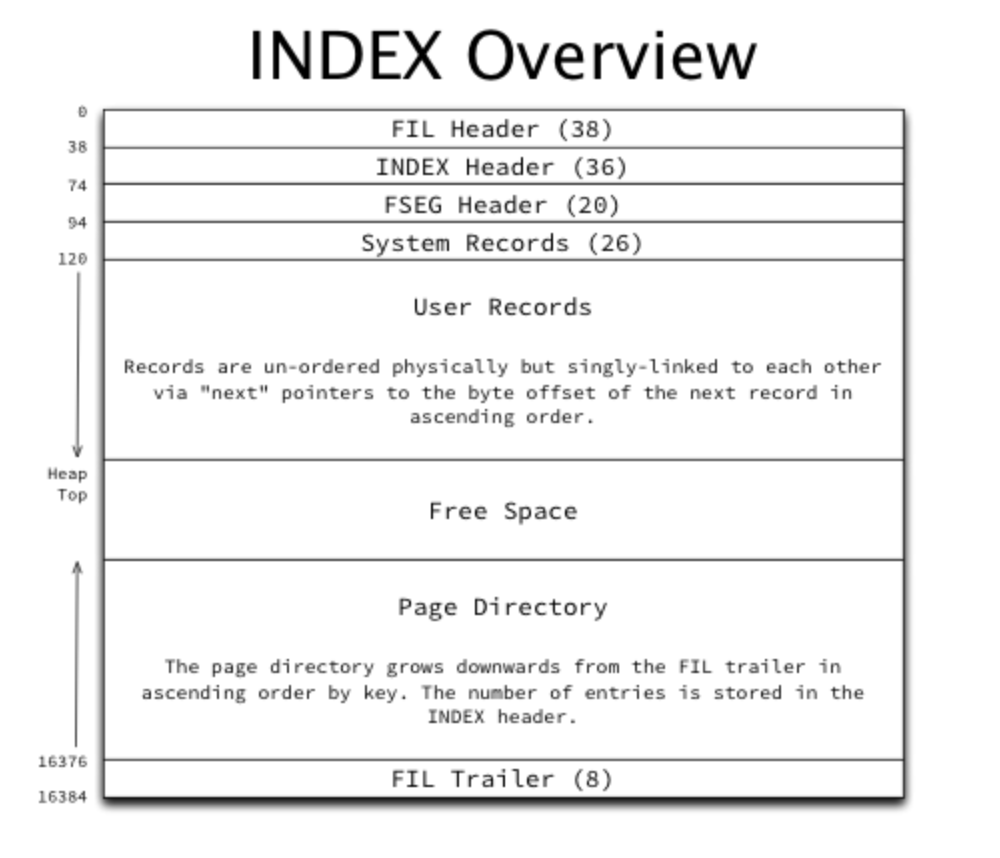 INDEX Overview
0
FIL Header (38)
38
INDEX Header (36)
74
FSEG Header (20)
94
System Records (26)
120
User Records
Records are un-ordered physically but singly-linked to each other
via "next" pointers to the byte offset of the next record in
ascending order.
Heap
Top
Free Space
Page Directory
The page directory grows downwards from the FIL trailer in
ascending order by key. The number of entries is stored in the
INDEX header.
16376
FIL Trailer (8)
16384